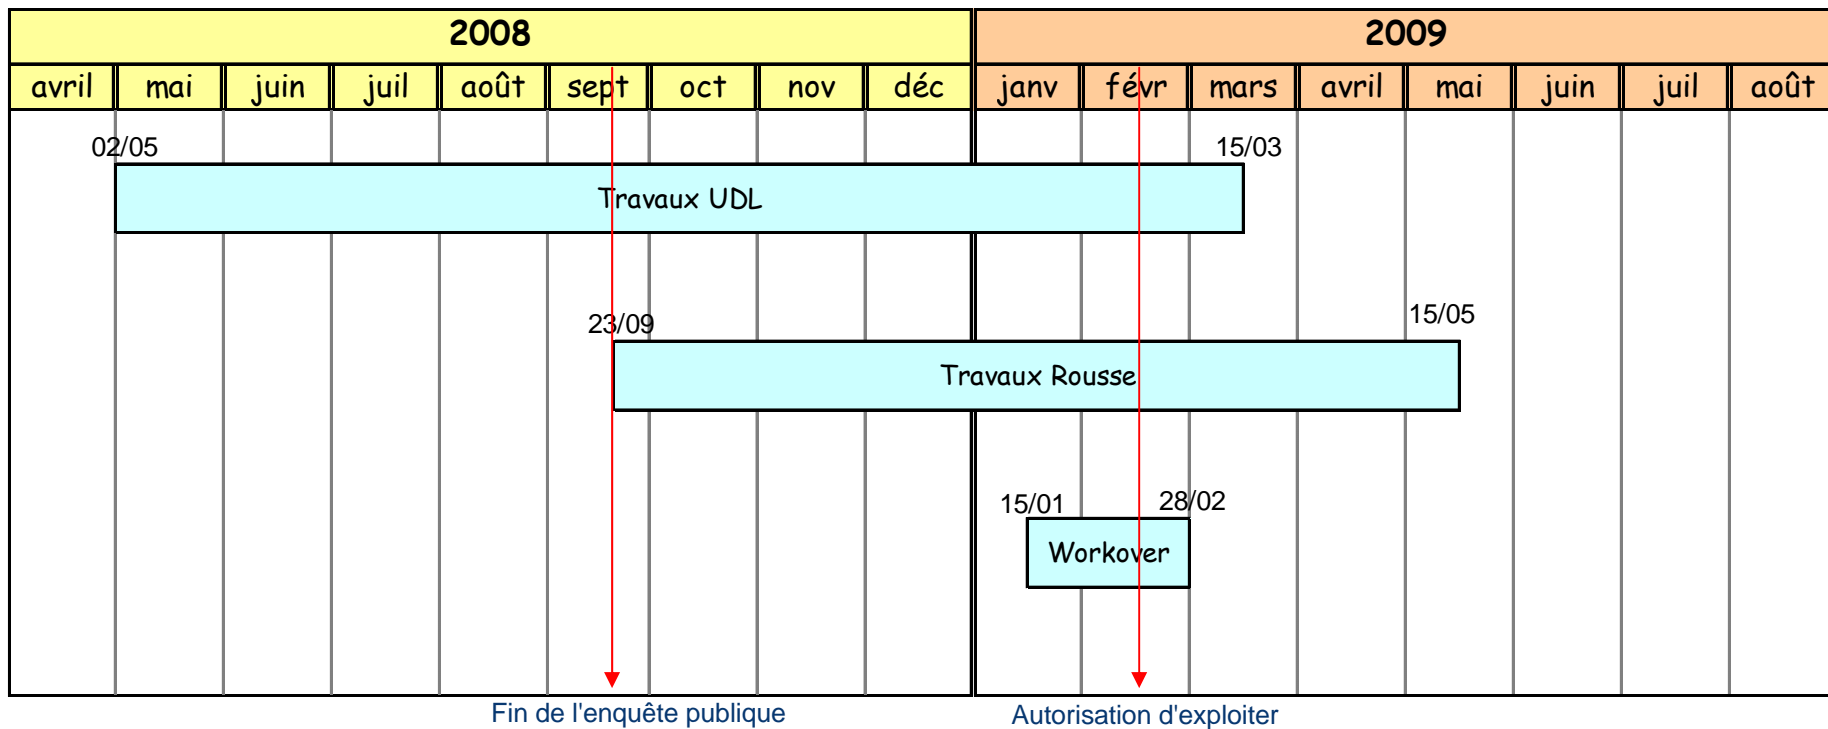 2008 2009
avril mai juin juil août sept oct nov déc janv févr mars avril mai juin juil août
02/05 15/03
Travaux UDL
23/09 15/05
Travaux Rousse
15/01 28/02
Workover
Fin de l'enquête publique Autorisation d'exploiter